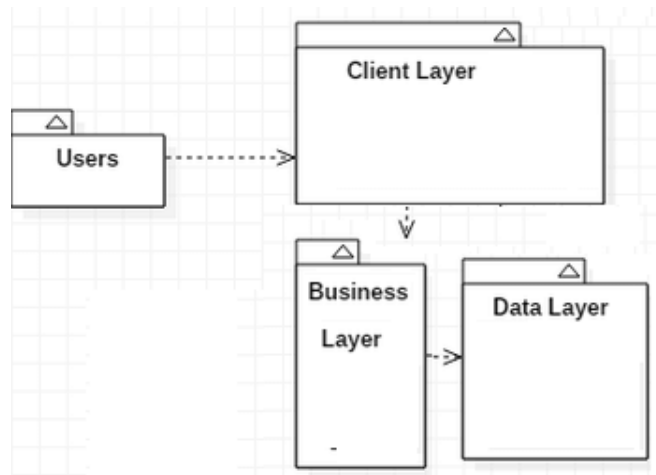 Client Layer
Users
Business
Layer
Data Layer